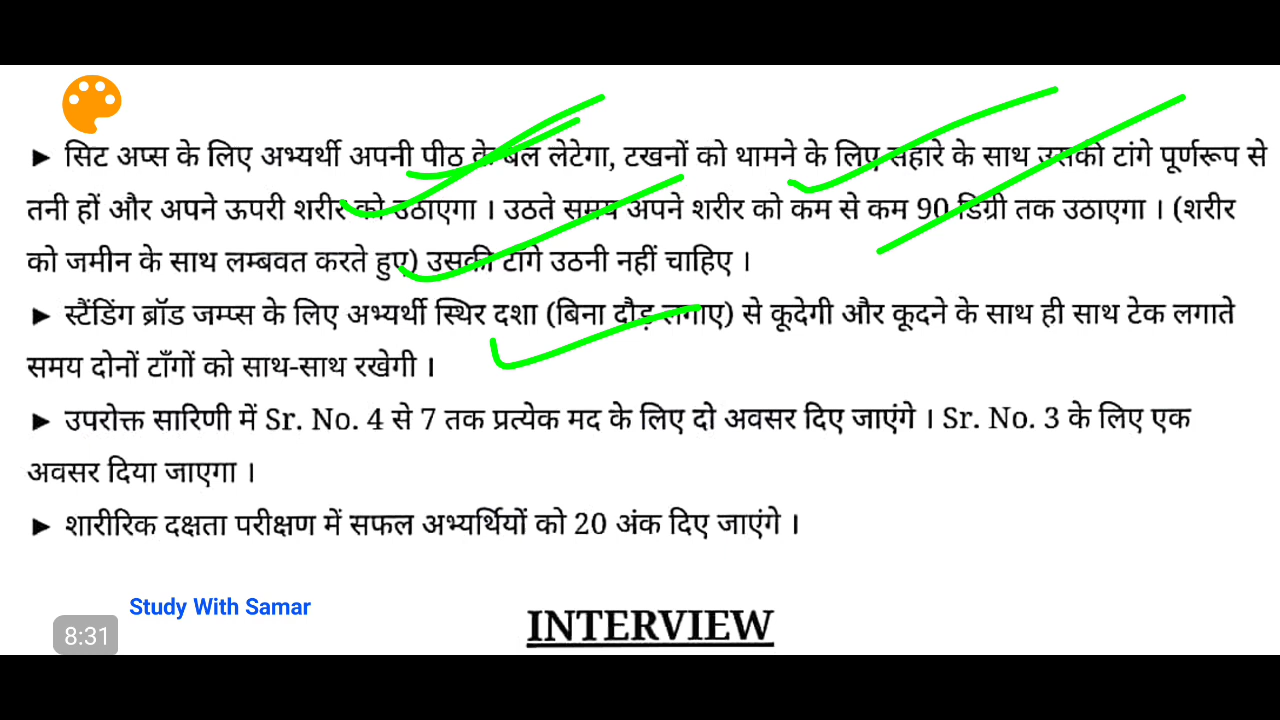 ► सिट अप्स के लिए अभ्यर्थी अपनी पीठ के बल लेटेगा, टखनों को थामने के लिए सहारे के साथ उसकी टांगे पूर्णरूप से
तनी हों और अपने ऊपरी शरीर को उठाएगा । उठते समय अपने शरीर को कम से कम 90 डिग्री तक उठाएगा । (शरीर
को जमीन के साथ लम्बवत करते हुए) उसकी टाँगे उठनी नहीं चाहिए ।
► स्टैंडिंग ब्रॉड जम्प्स के लिए अभ्यर्थी स्थिर दशा (बिना दौड़ लगाए) से कूदेगी और कूदने के साथ ही साथ टेक लगाते
समय दोनों टाँगों को साथ-साथ रखेगी ।
► उपरोक्त सारिणी में Sr. No. 4 से 7 तक प्रत्येक मद के लिए दो अवसर दिए जाएंगे । Sr. No. 3 के लिए एक
अवसर दिया जाएगा ।
► शारीरिक दक्षता परीक्षण में सफल अभ्यर्थियों को 20 अंक दिए जाएंगे ।
Study With Samar
8:31
INTERVIEW